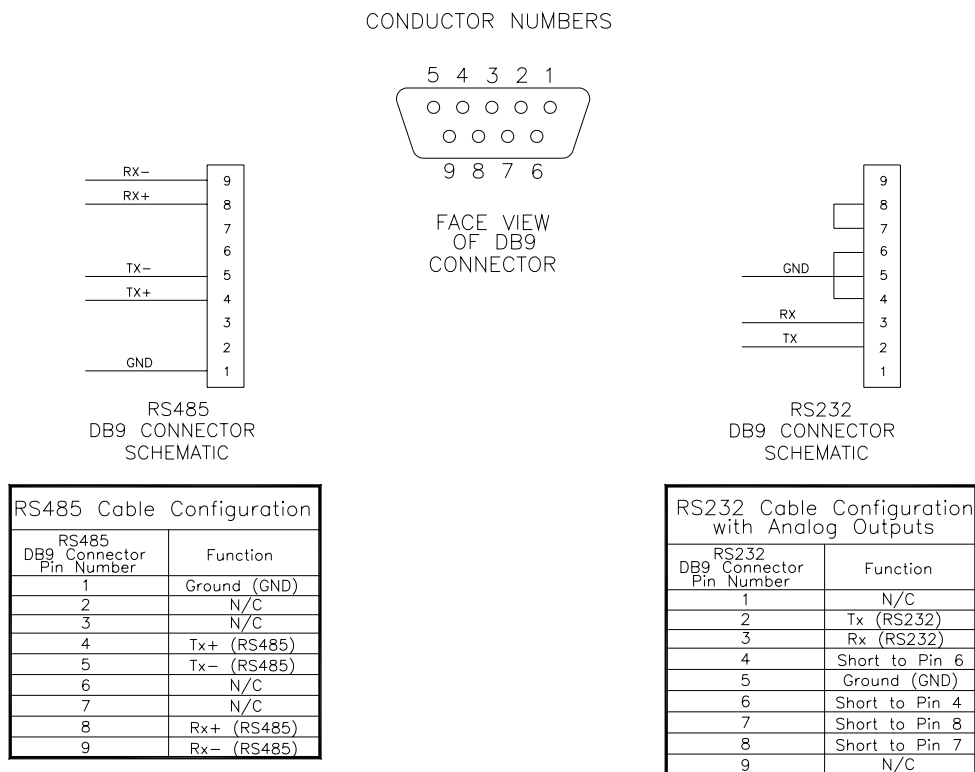 CONDUCTOR NUMBERS
5 4 3 2 1
9 8 7 6
FACE VIEW
OF DB9
CONNECTOR
RX−
RX+
TX−
TX+
GND
9
8
7
6
5
4
3
2
1
RS485
DB9 CONNECTOR
SCHEMATIC
GND
RX
TX
9
8
7
6
5
4
3
2
1
RS232
DB9 CONNECTOR
SCHEMATIC
RS485 Cable Configuration
RS485
DB9 Connector
Pin Number
Function
1 Ground (GND)
2 N/C
3 N/C
4 Tx+ (RS485)
5 Tx− (RS485)
6 N/C
7 N/C
8 Rx+ (RS485)
9 Rx− (RS485)
RS232 Cable Configuration
with Analog Outputs
RS232
DB9 Connector
Pin Number
Function
1 N/C
2 Tx (RS232)
3 Rx (RS232)
4 Short to Pin 6
5 Ground (GND)
6 Short to Pin 4
7 Short to Pin 8
8 Short to Pin 7
9 N/C